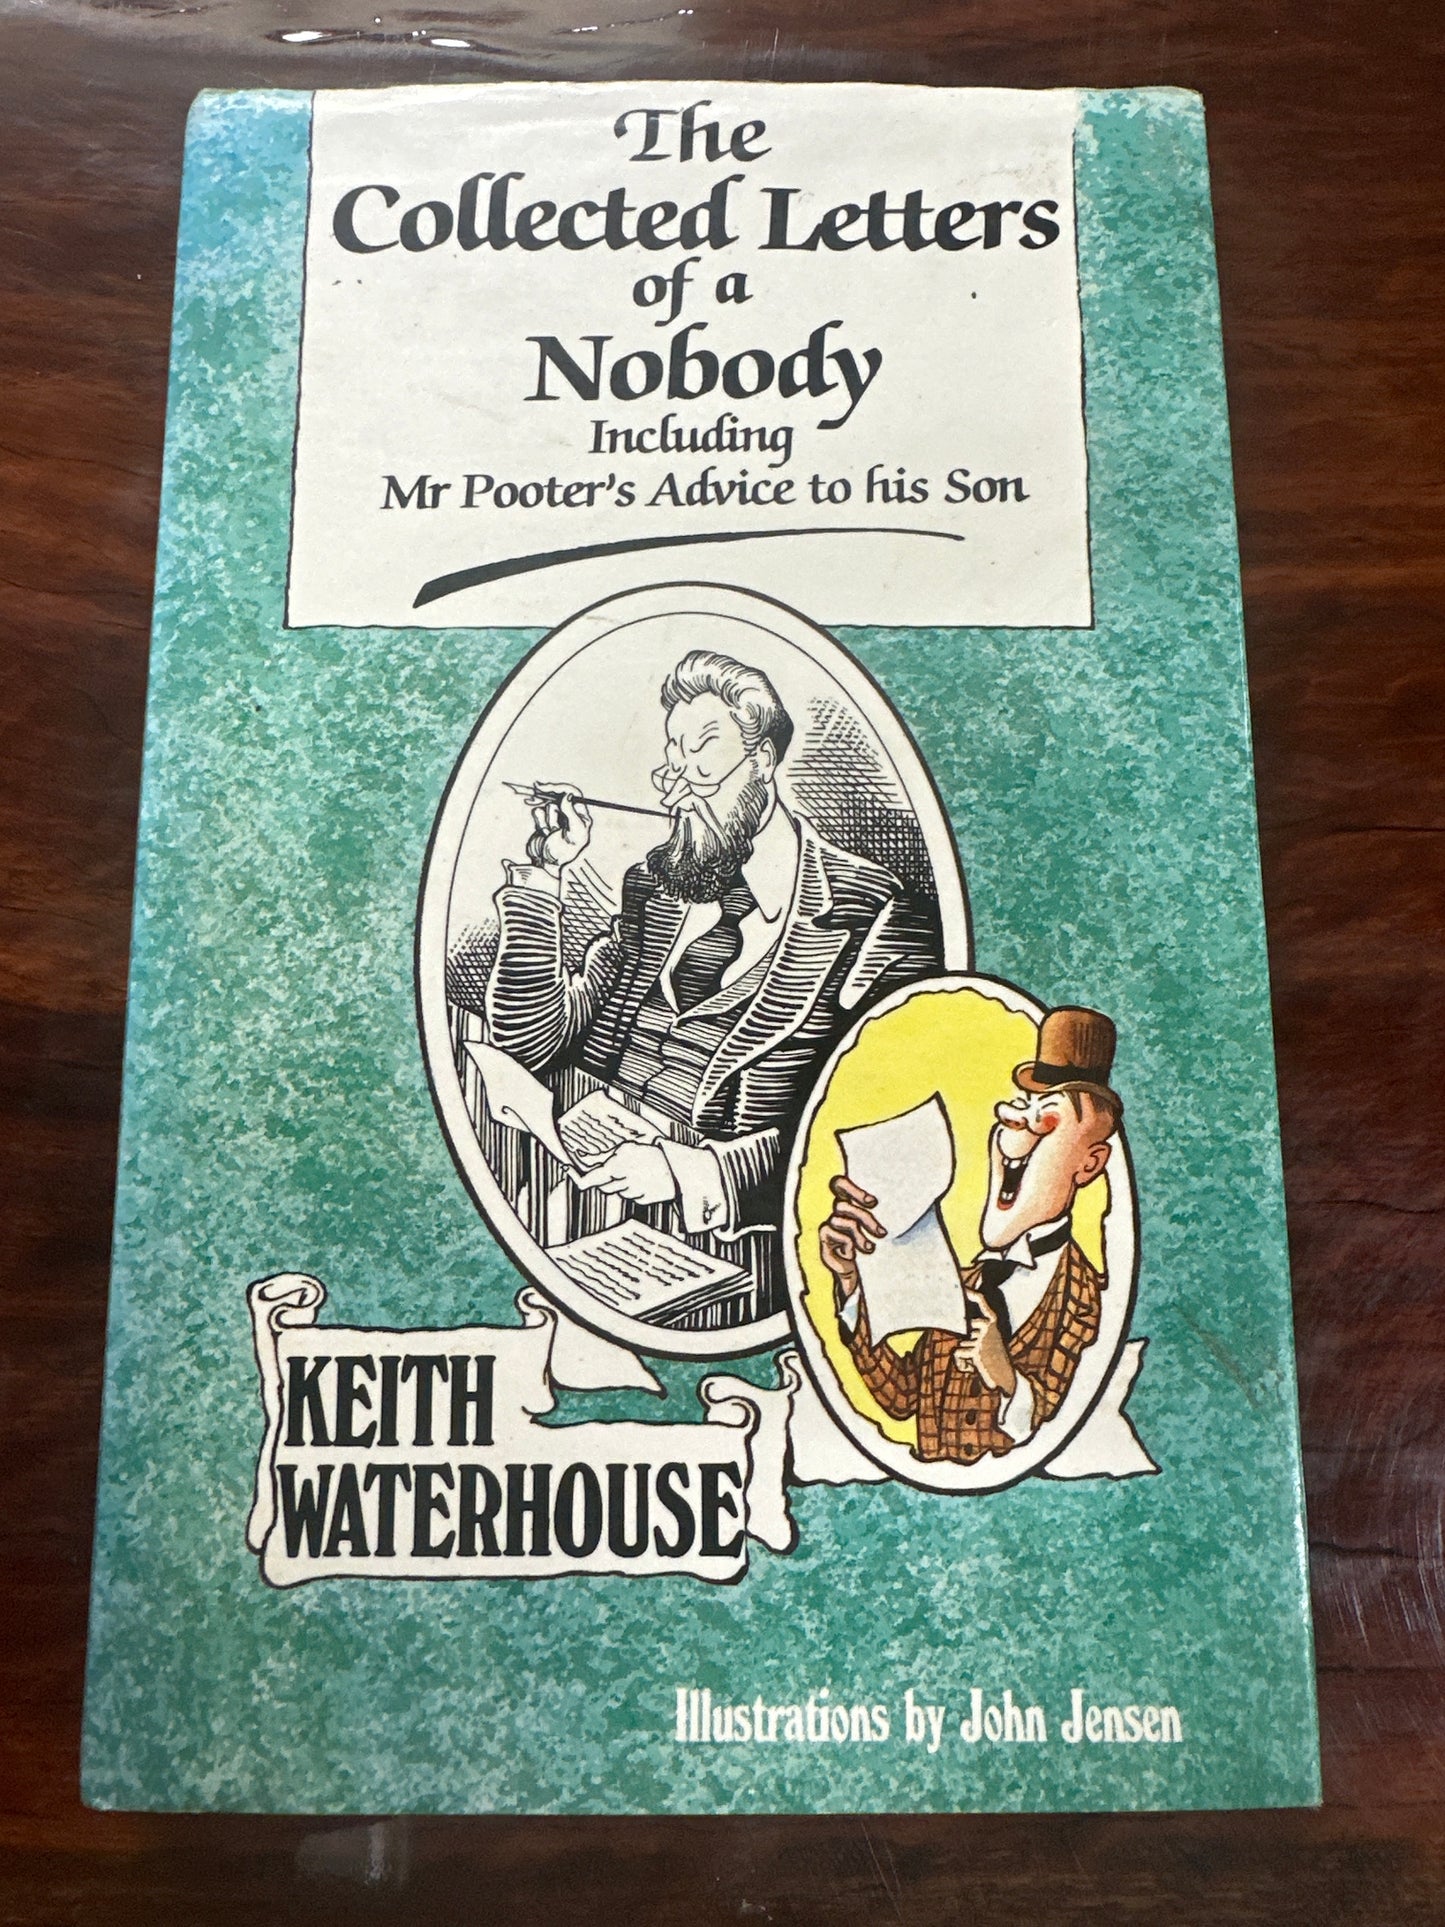 The
Collected Letters
of a
Nobody
Including
Mr Pooter's Advice to his Son
KEITH
WATERHOUSE
Illustrations by John Jensen